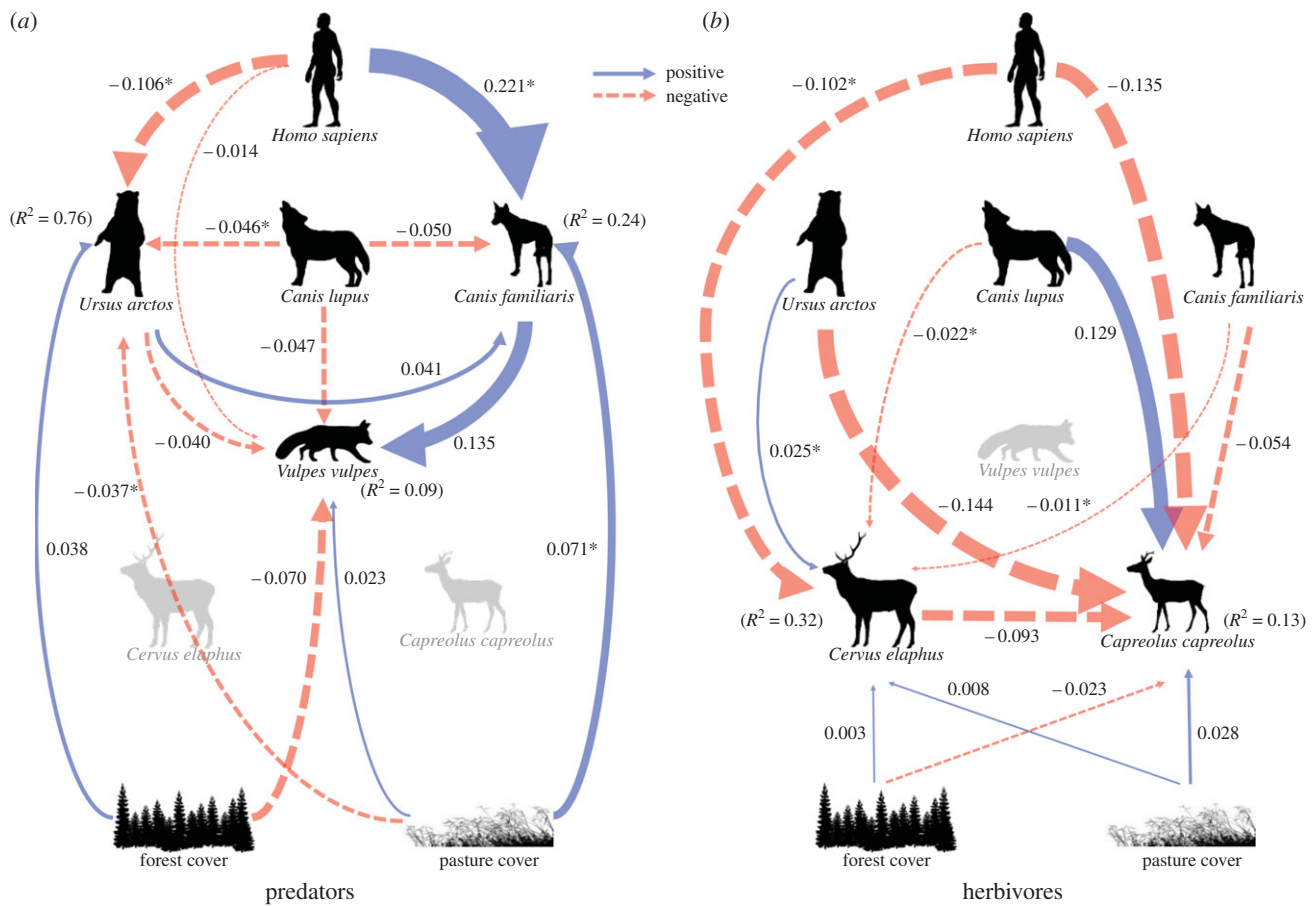 (a)
−0.106*
0.221*
Homo sapiens
−0.014
(R² = 0.76)
−0.046*
−0.050
(R² = 0.24)
Ursus arctos
Canis lupus
Canis familiaris
−0.047
0.041
−0.040
0.135
Vulpes vulpes
(R² = 0.09)
−0.037*
0.038
−0.070
0.023
0.071*
Cervus elaphus
Capreolus capreolus
forest cover
pasture cover
predators
positive
negative
(b)
−0.102*
−0.135
Homo sapiens
Ursus arctos
Canis lupus
Canis familiaris
−0.022*
0.129
0.025*
−0.054
Vulpes vulpes
−0.144
−0.011*
(R² = 0.32)
−0.093
(R² = 0.13)
Cervus elaphus
Capreolus capreolus
0.008
−0.023
0.003
0.028
forest cover
pasture cover
herbivores